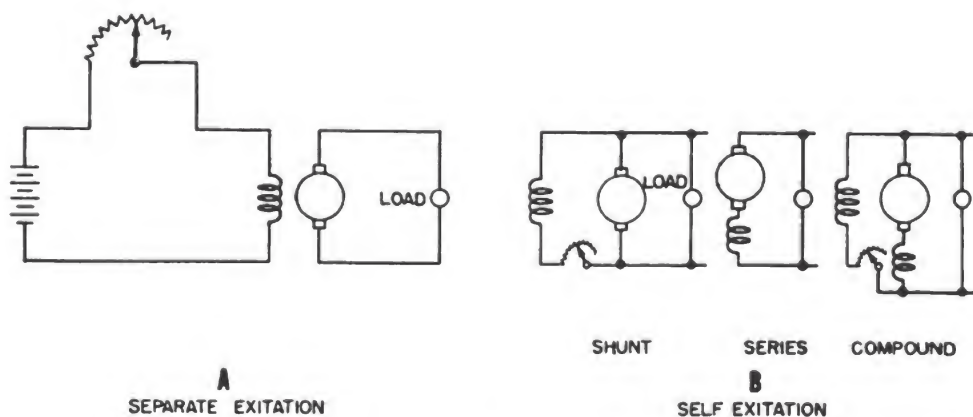 LOAD
LOAD
SHUNT SERIES COMPOUND
A
SEPARATE EXITATION
B
SELF EXITATION